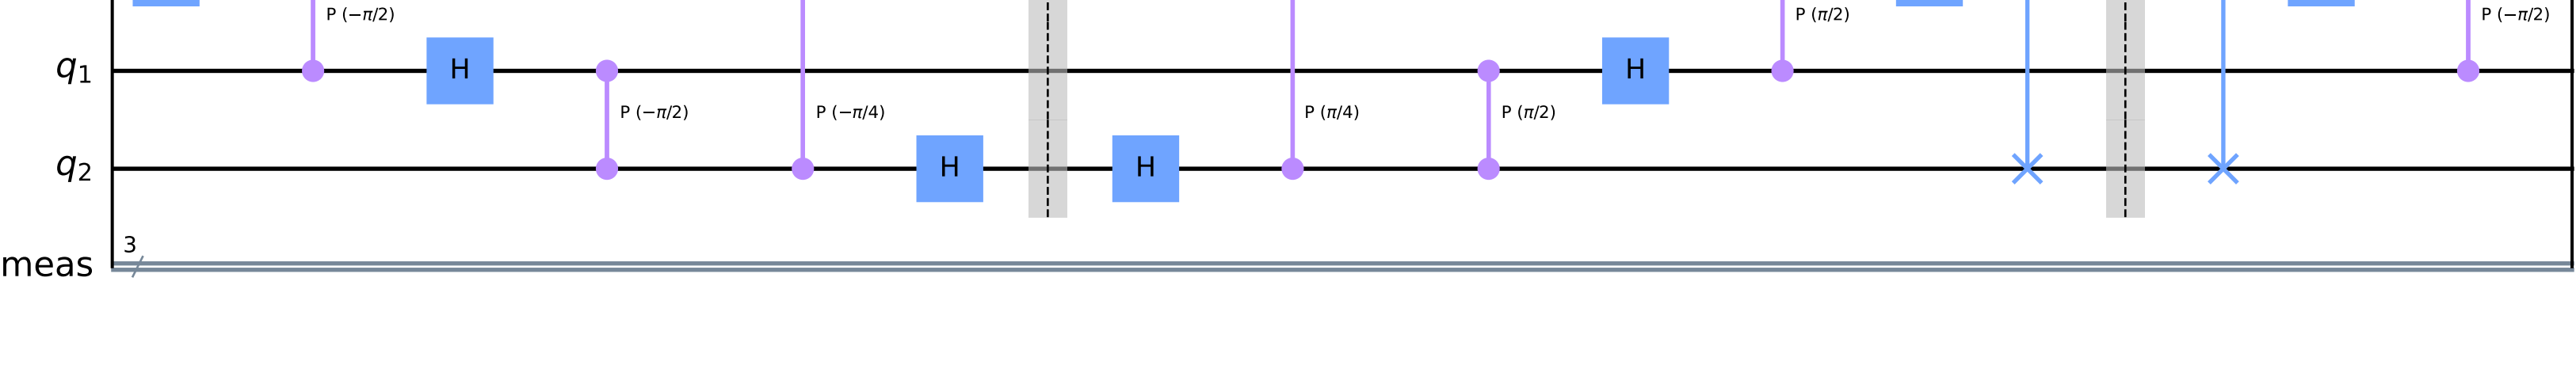 P (−π/2) P (π/2) P (−π/2)
q1 H H
P (−π/2) P (−π/4) P (π/4) P (π/2)
q2 H H
3
meas